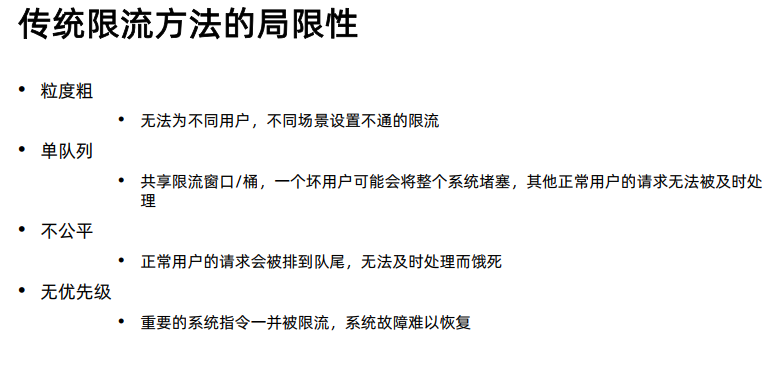 传统限流方法的局限性
• 粒度粗
• 无法为不同用户，不同场景设置不通的限流
• 单队列
• 共享限流窗口/桶，一个坏用户可能会将整个系统堵塞，其他正常用户的请求无法被及时处
理
• 不公平
• 正常用户的请求会被排到队尾，无法及时处理而饿死
• 无优先级
• 重要的系统指令一并被限流，系统故障难以恢复